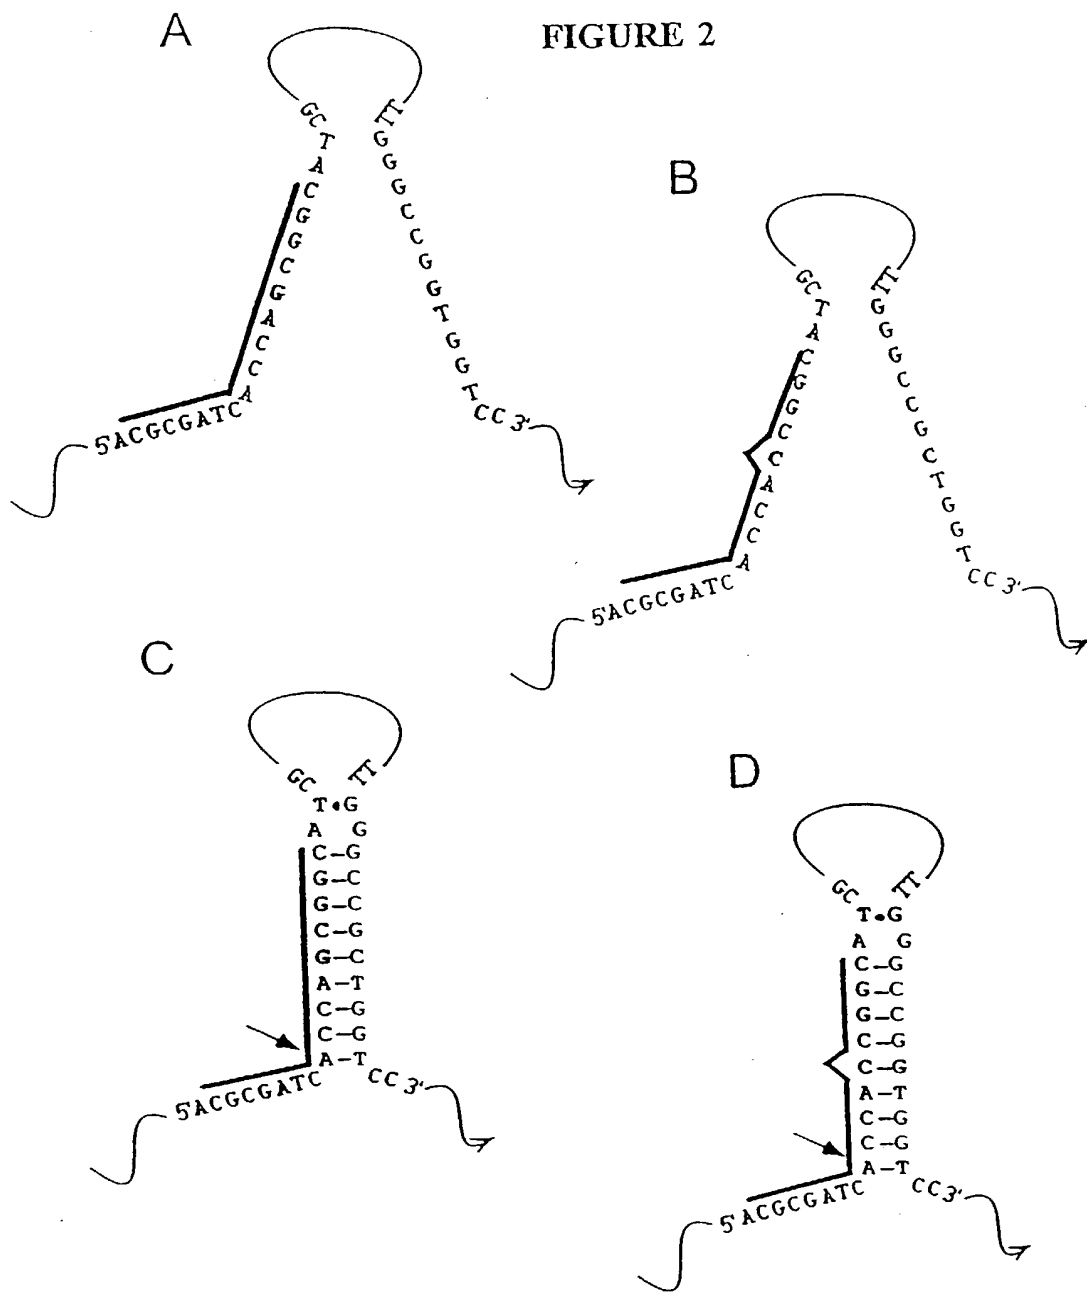 FIGURE 2
A
GC TT
T G
A G
C G
G C
G C
C G
G G
A T
C G
C G
A T
5'ACGCGATC CC 3'
B
GC TT
T G
A G
C G
G C
G C
C G
C C
A T
C G
C G
A T
5'ACGCGATC CC 3'
C
GC TT
T•G
A G
C–G
G–C
G–C
C–G
G–C
A–T
C–G
C–G
A–T
5'ACGCGATC CC 3'
D
GC TT
T•G
A G
C–G
G–C
G–C
C–G
C–G
A–T
C–G
C–G
A–T
5'ACGCGATC CC 3'